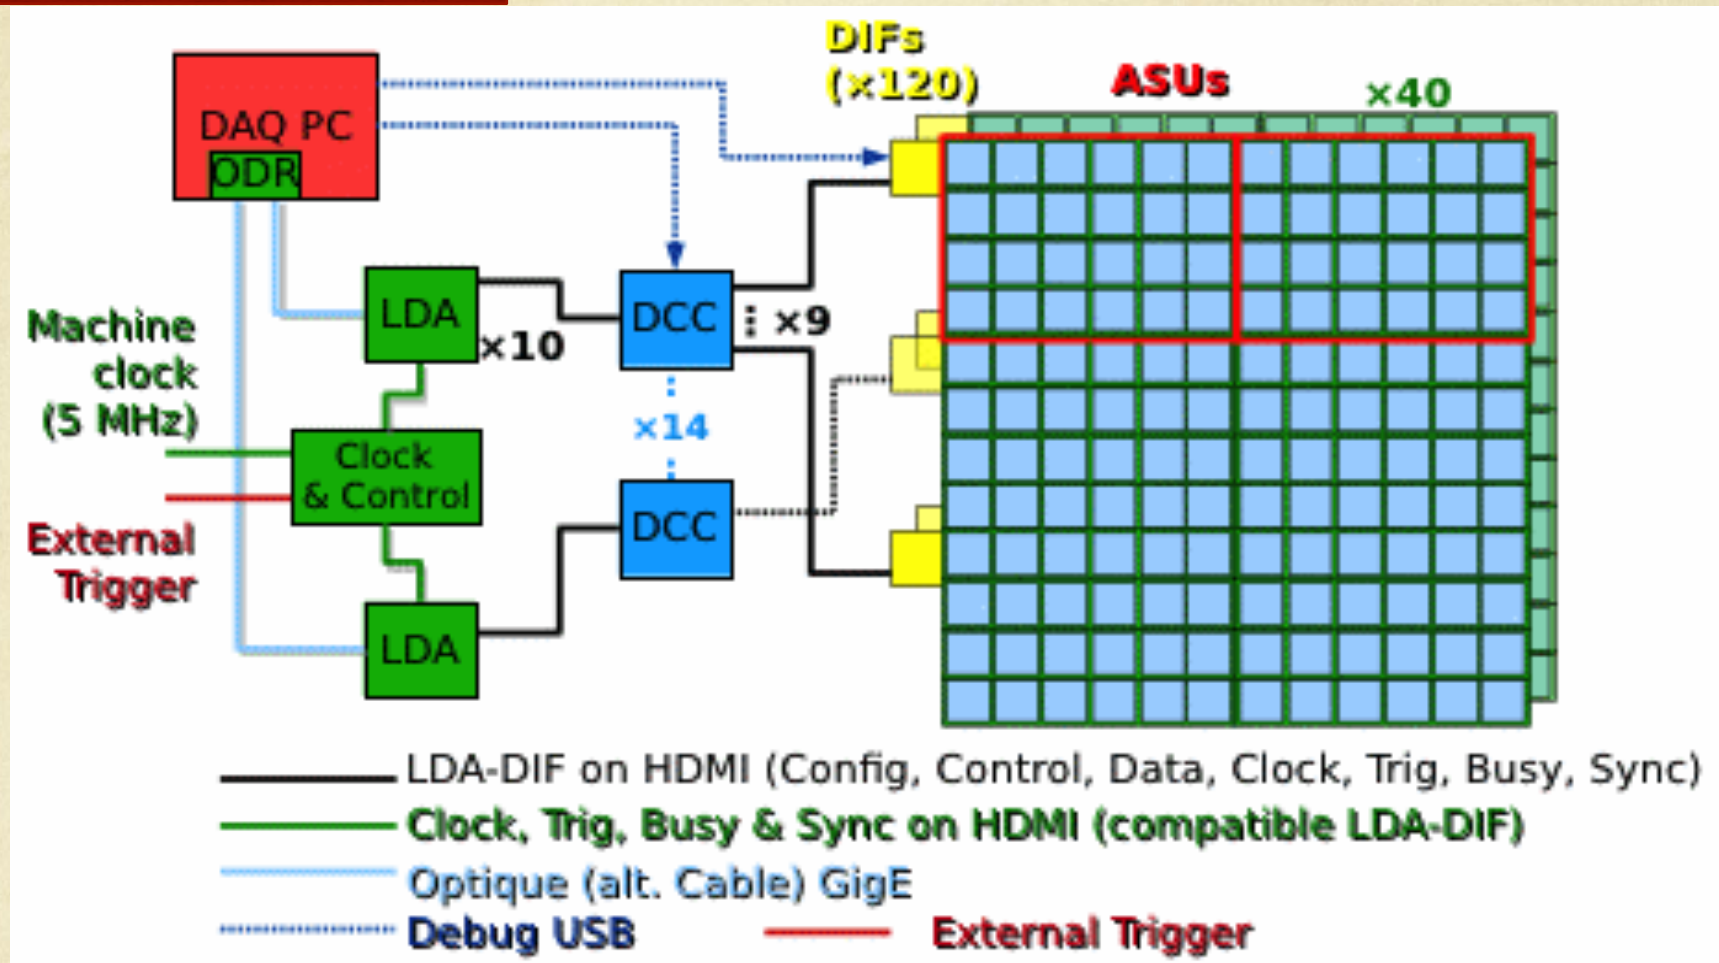 DIFs
(×120)
ASUs
×40
DAQ PC
ODR
LDA
×10
DCC
×9
Machine
clock
(5 MHz)
×14
Clock
& Control
DCC
External
Trigger
LDA
LDA-DIF on HDMI (Config, Control, Data, Clock, Trig, Busy, Sync)
Clock, Trig, Busy & Sync on HDMI (compatible LDA-DIF)
Optique (alt. Cable) GigE
Debug USB
External Trigger